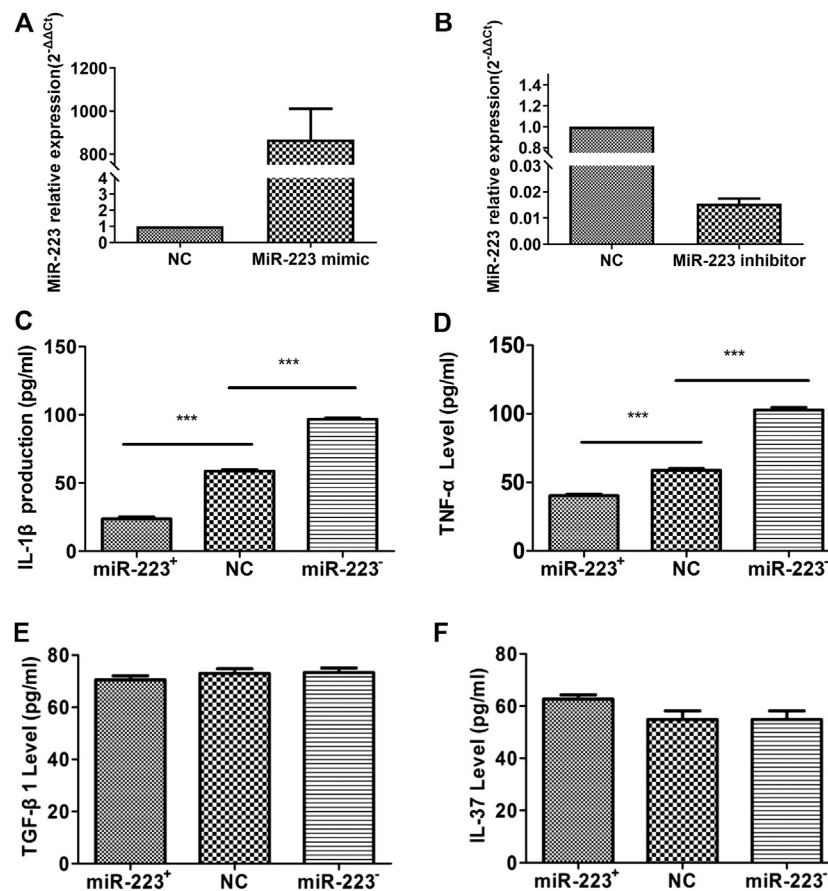 A
MiR-223 relative expression(2^-ΔΔCt)
1200
1000
800
4
3
2
1
0
NC
MiR-223 mimic
B
MiR-223 relative expression(2^-ΔΔCt)
1.4
1.2
1.0
0.8
0.03
0.02
0.01
0.00
NC
MiR-223 inhibitor
C
IL-1β production (pg/ml)
150
100
50
0
***
***
miR-223⁺
NC
miR-223⁻
D
TNF-α Level (pg/ml)
150
100
50
0
***
***
miR-223⁺
NC
miR-223⁻
E
TGF-β 1 Level (pg/ml)
80
60
40
20
0
miR-223⁺
NC
miR-223⁻
F
IL-37 Level (pg/ml)
80
60
40
20
0
miR-223⁺
NC
miR-223⁻